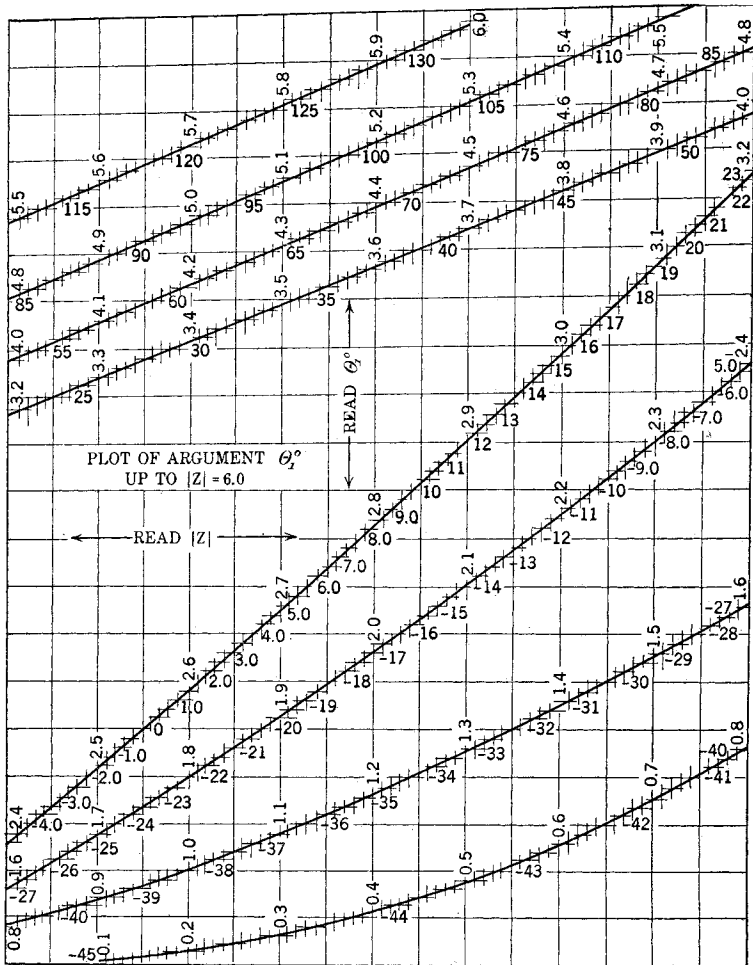 5.5 5.6 5.7 5.8 5.9 6.0
115 120 125 130
4.8 4.9 5.0 5.1 5.2 5.3 5.4 5.5
85 90 95 100 105 110
4.0 4.1 4.2 4.3 4.4 4.5 4.6 4.7 4.8
55 60 65 70 75 80 85
3.2 3.3 3.4 3.5 3.6 3.7 3.8 3.9 4.0
25 30 35 40 45 50
READ Θ°
PLOT OF ARGUMENT Θ°
UP TO |Z| = 6.0
READ |Z|
2.4 2.5 2.6 2.7 2.8 2.9 3.0 3.1 3.2
-4.0 -3.0 -2.0 -1.0 0 1.0 2.0 3.0 4.0 5.0 6.0 7.0 8.0 9.0 10 11 12 13 14 15 16 17 18 19 20 21 22 23
1.6 1.7 1.8 1.9 2.0 2.1 2.2 2.3 2.4
-27 -26 -25 -24 -23 -22 -21 -20 -19 -18 -17 -16 -15 -14 -13 -12 -11 -10 -9.0 -8.0 -7.0 -6.0 5.0
0.8 0.9 1.0 1.1 1.2 1.3 1.4 1.5 1.6
-40 -39 -38 -37 -36 -35 -34 -33 -32 -31 -30 -29 -28 -27
0.1 0.2 0.3 0.4 0.5 0.6 0.7 0.8
-45 -44 -43 -42 -41 -40